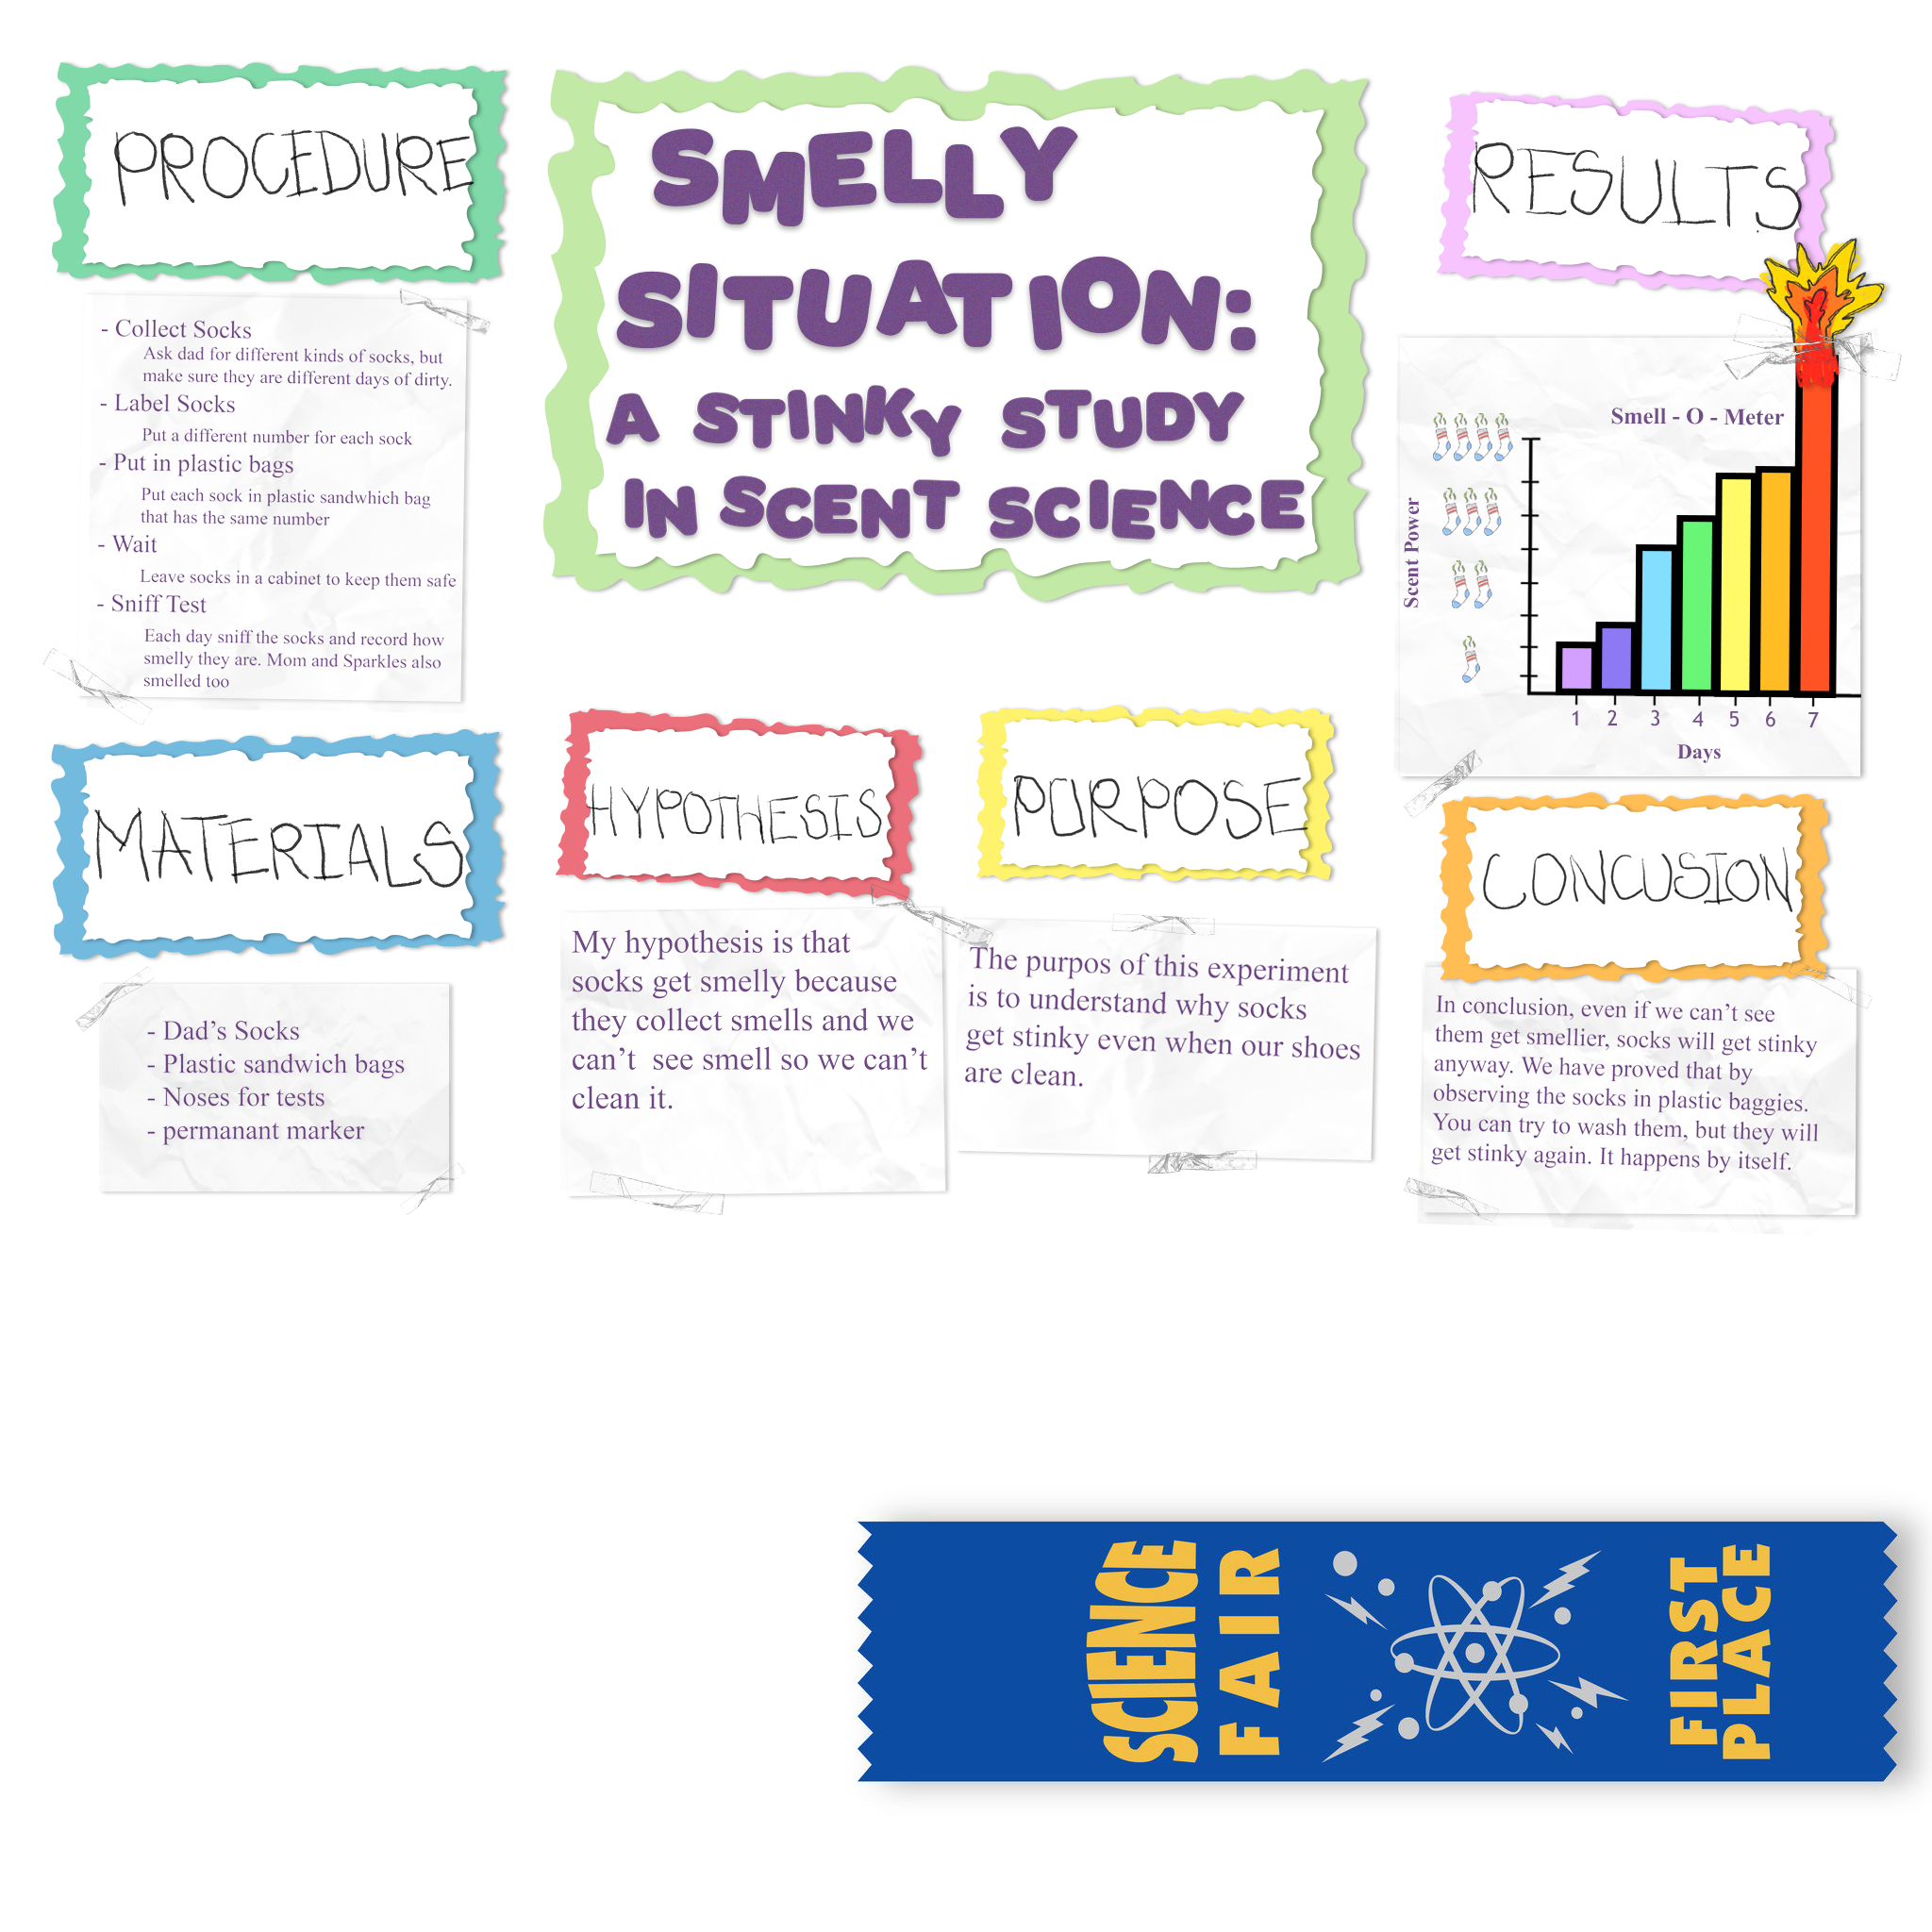 PROCEDURE
- Collect Socks
Ask dad for different kinds of socks, but
make sure they are different days of dirty.
- Label Socks
Put a different number for each sock
- Put in plastic bags
Put each sock in plastic sandwhich bag
that has the same number
- Wait
Leave socks in a cabinet to keep them safe
- Sniff Test
Each day sniff the socks and record how
smelly they are. Mom and Sparkles also
smelled too
MATERIALS
- Dad's Socks
- Plastic sandwich bags
- Noses for tests
- permanant marker
SMELLY
SITUATION:
A STINKY STUDY
IN SCENT SCIENCE
HYPOTHESIS
My hypothesis is that
socks get smelly because
they collect smells and we
can't see smell so we can't
clean it.
PURPOSE
The purpos of this experiment
is to understand why socks
get stinky even when our shoes
are clean.
RESULTS
Smell - O - Meter
Scent Power
1 2 3 4 5 6 7
Days
CONCUSION
In conclusion, even if we can't see
them get smellier, socks will get stinky
anyway. We have proved that by
observing the socks in plastic baggies.
You can try to wash them, but they will
get stinky again. It happens by itself.
SCIENCE
FAIR
FIRST
PLACE